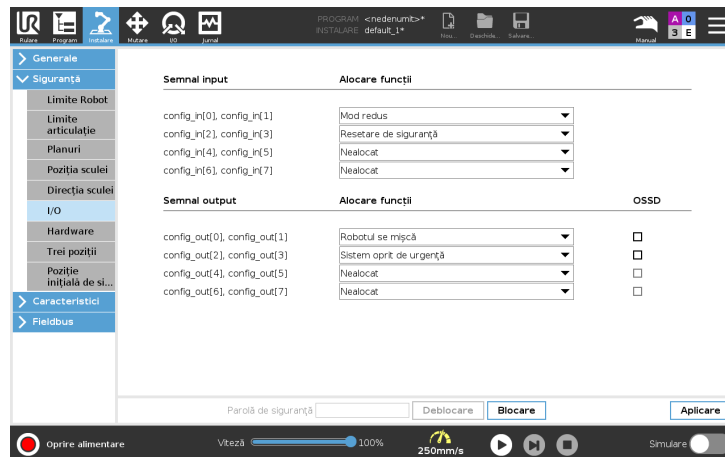 PROGRAM <nedenumit>*
INSTALARE default_1*
UR
Rulare Program Instalare Mutare I/O Jurnal Nou... Deschide... Salvare... Manual
A 0
3 E
Generale
Siguranță
Limite Robot
Limite
articulație
Planuri
Poziția sculei
Direcția sculei
I/O
Hardware
Trei poziții
Poziție
inițială de si...
Caracteristici
Fieldbus
Semnal input Alocare funcții
config_in[0], config_in[1] Mod redus
config_in[2], config_in[3] Resetare de siguranță
config_in[4], config_in[5] Nealocat
config_in[6], config_in[7] Nealocat
Semnal output Alocare funcții OSSD
config_out[0], config_out[1] Robotul se mișcă
config_out[2], config_out[3] Sistem oprit de urgență
config_out[4], config_out[5] Nealocat
config_out[6], config_out[7] Nealocat
Parolă de siguranță Deblocare Blocare Aplicare
Oprire alimentare Viteză 100% 250mm/s Simulare